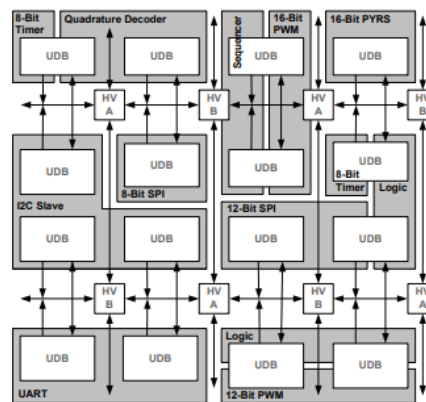 8-Bit
Timer
Quadrature Decoder
Sequencer
16-Bit
PWM
16-Bit PYRS
UDB
UDB
UDB
UDB
HV
A
HV
B
HV
A
HV
B
UDB
UDB
UDB
UDB
8-Bit SPI
8-Bit
Timer
Logic
I2C Slave
12-Bit SPI
UDB
UDB
UDB
UDB
HV
B
HV
A
HV
B
HV
A
Logic
UDB
UDB
UDB
UDB
UART
12-Bit PWM